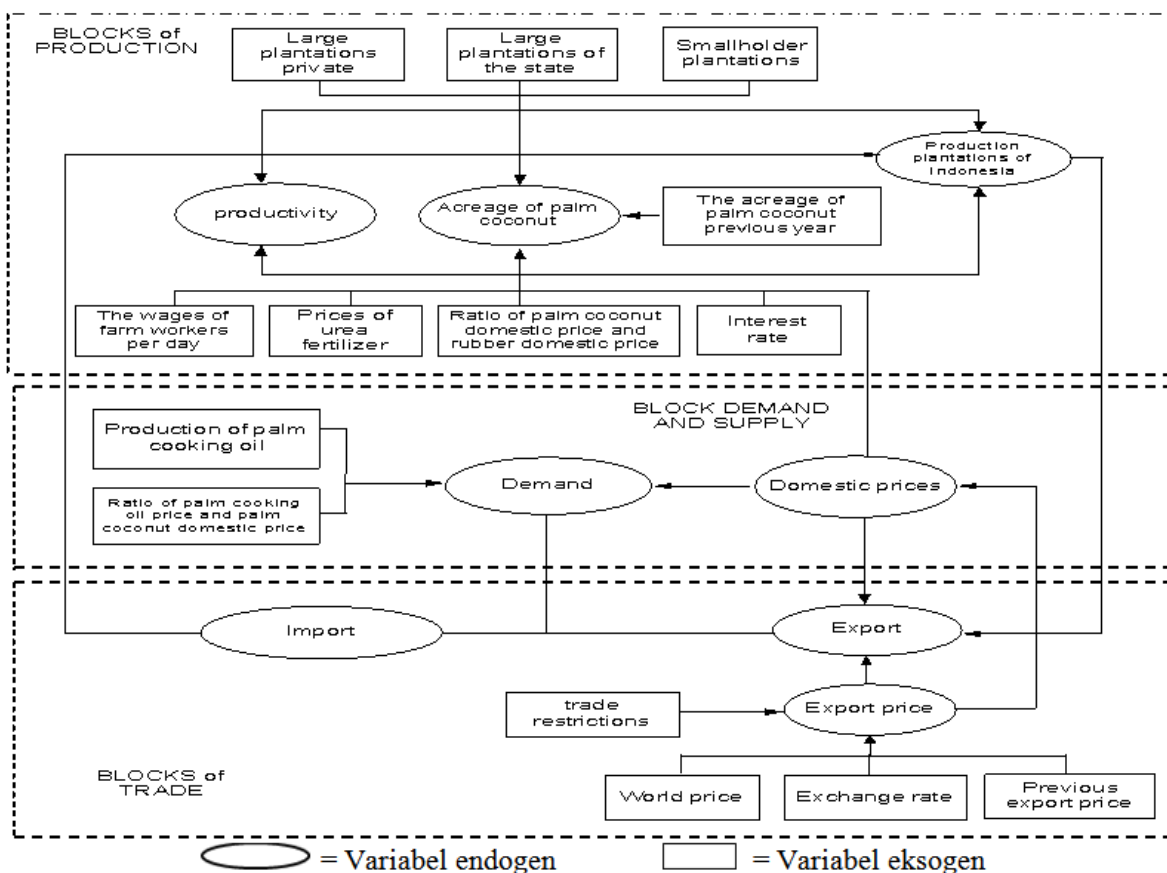 BLOCKS of
PRODUCTION
Large
plantations
private
Large
plantations of
the state
Smallholder
plantations
Production
plantations of
Indonesia
productivity
Acreage of palm
coconut
The acreage of
palm coconut
previous year
The wages of
farm workers
per day
Prices of
urea
fertilizer
Ratio of palm coconut
domestic price and
rubber domestic price
Interest
rate
BLOCK DEMAND
AND SUPPLY
Production of palm
cooking oil
Ratio of palm cooking
oil price and palm
coconut domestic price
Demand
Domestic prices
Import
Export
trade
restrictions
Export price
BLOCKS of
TRADE
World price
Exchange rate
Previous
export price
= Variabel endogen
= Variabel eksogen